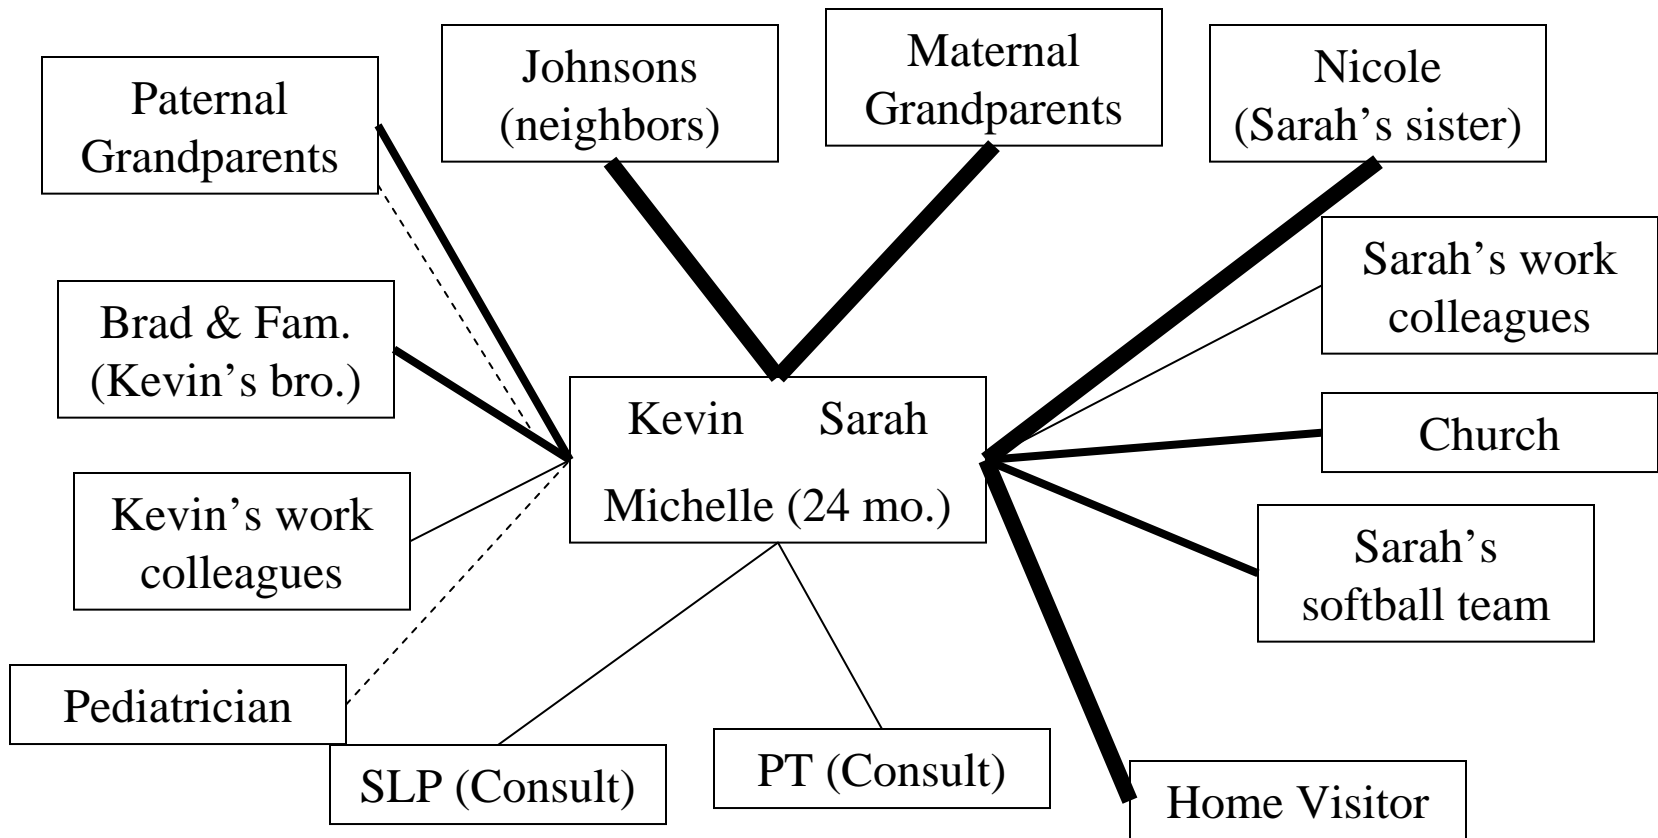 Paternal
Grandparents
Johnsons
(neighbors)
Maternal
Grandparents
Nicole
(Sarah’s sister)
Sarah’s work
colleagues
Brad & Fam.
(Kevin’s bro.)
Kevin Sarah
Michelle (24 mo.)
Church
Kevin’s work
colleagues
Sarah’s
softball team
Pediatrician
SLP (Consult)
PT (Consult)
Home Visitor